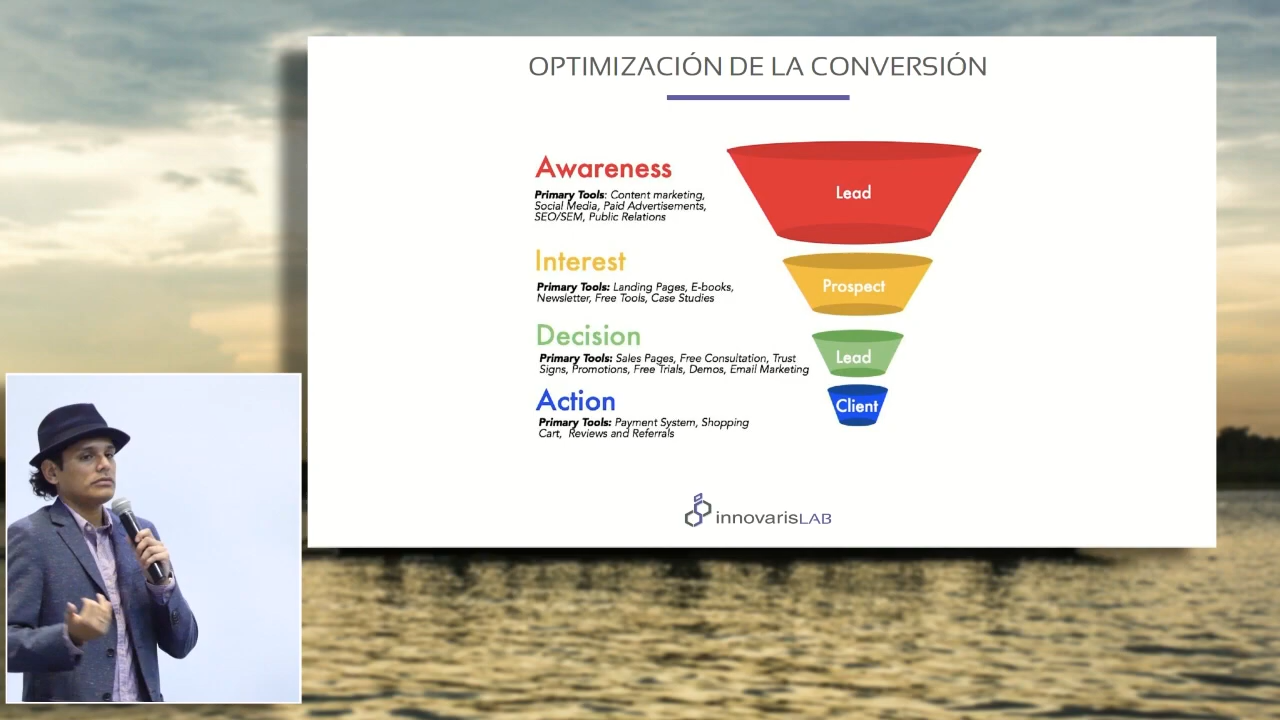 OPTIMIZACIÓN DE LA CONVERSIÓN
Awareness
Primary Tools: Content marketing,
Social Media, Paid Advertisements,
SEO/SEM, Public Relations
Lead
Interest
Primary Tools: Landing Pages, E-books,
Newsletter, Free Tools, Case Studies
Prospect
Decision
Primary Tools: Sales Pages, Free Consultation, Trust
Signs, Promotions, Free Trials, Demos, Email Marketing
Lead
Action
Primary Tools: Payment System, Shopping
Cart, Reviews and Referrals
Client
innovarisLAB